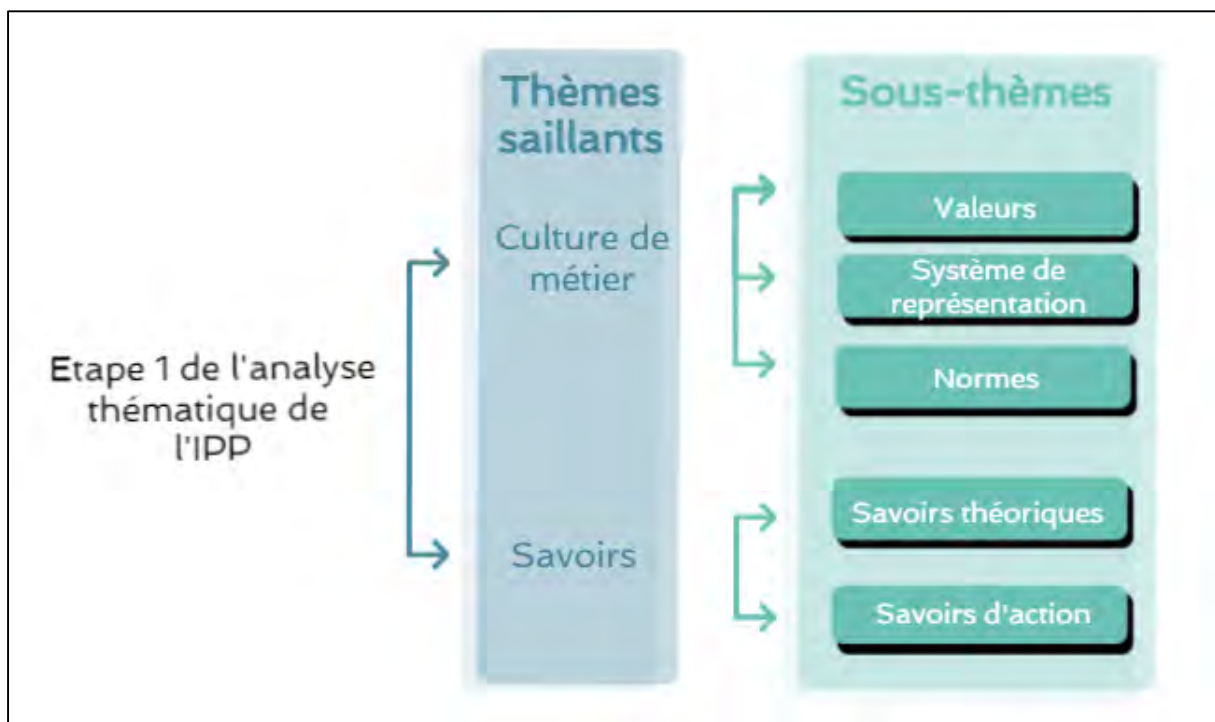 Thèmes
saillants
Sous-thèmes
Etape 1 de l'analyse
thématique de
l'IPP
Culture de
métier
Valeurs
Système de
représentation
Normes
Savoirs
Savoirs théoriques
Savoirs d'action